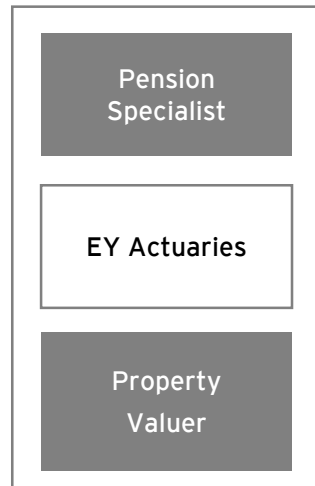 Pension
Specialist
EY Actuaries
Property
Valuer